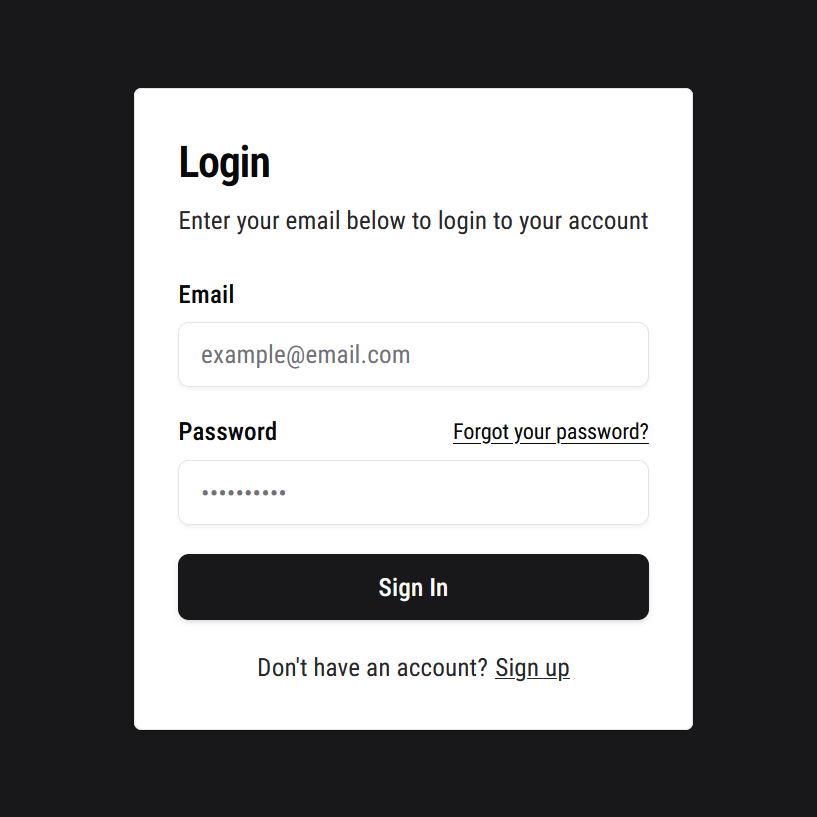 Login
Enter your email below to login to your account
Email
example@email.com
Password Forgot your password?
••••••••••
Sign In
Don't have an account? Sign up